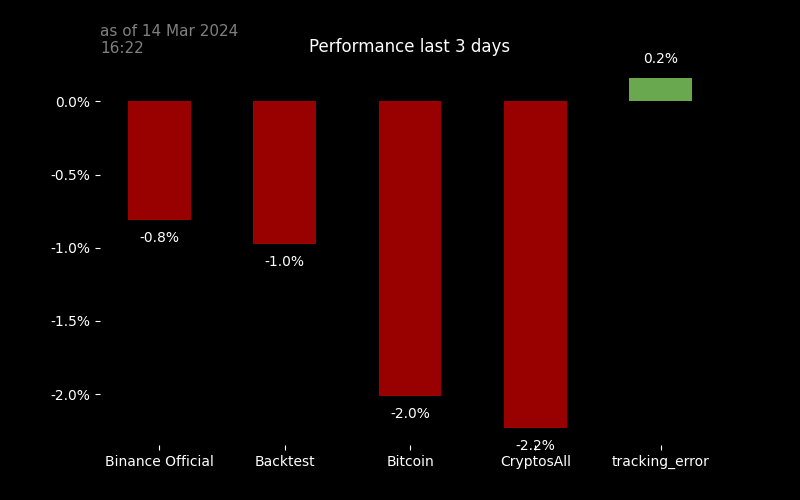 as of 14 Mar 2024
16:22
Performance last 3 days
0.2%
0.0%
-0.5%
-0.8%
-1.0%
-1.0%
-1.5%
-2.0%
-2.0%
-2.2%
Binance Official
Backtest
Bitcoin
CryptosAll
tracking_error